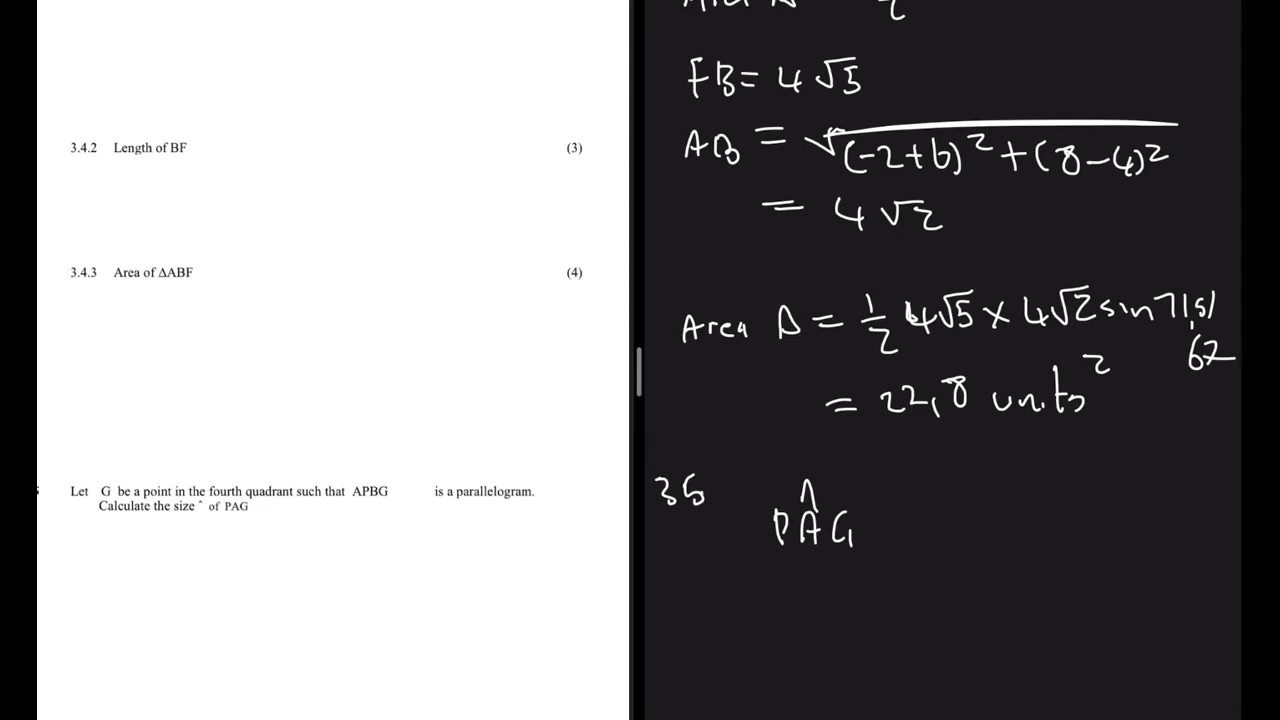 3.4.2 Length of BF (3)
3.4.3 Area of ΔABF (4)
Let G be a point in the fourth quadrant such that APBG is a parallelogram.
Calculate the size ˆ of PAG
FB = 4√5
AB = √(-2+6)² + (8-4)²
= 4√2
Area Δ = 1/2 4√5 × 4√2 sin 71,5/
62
= 22,8 units²
35
^
PAG